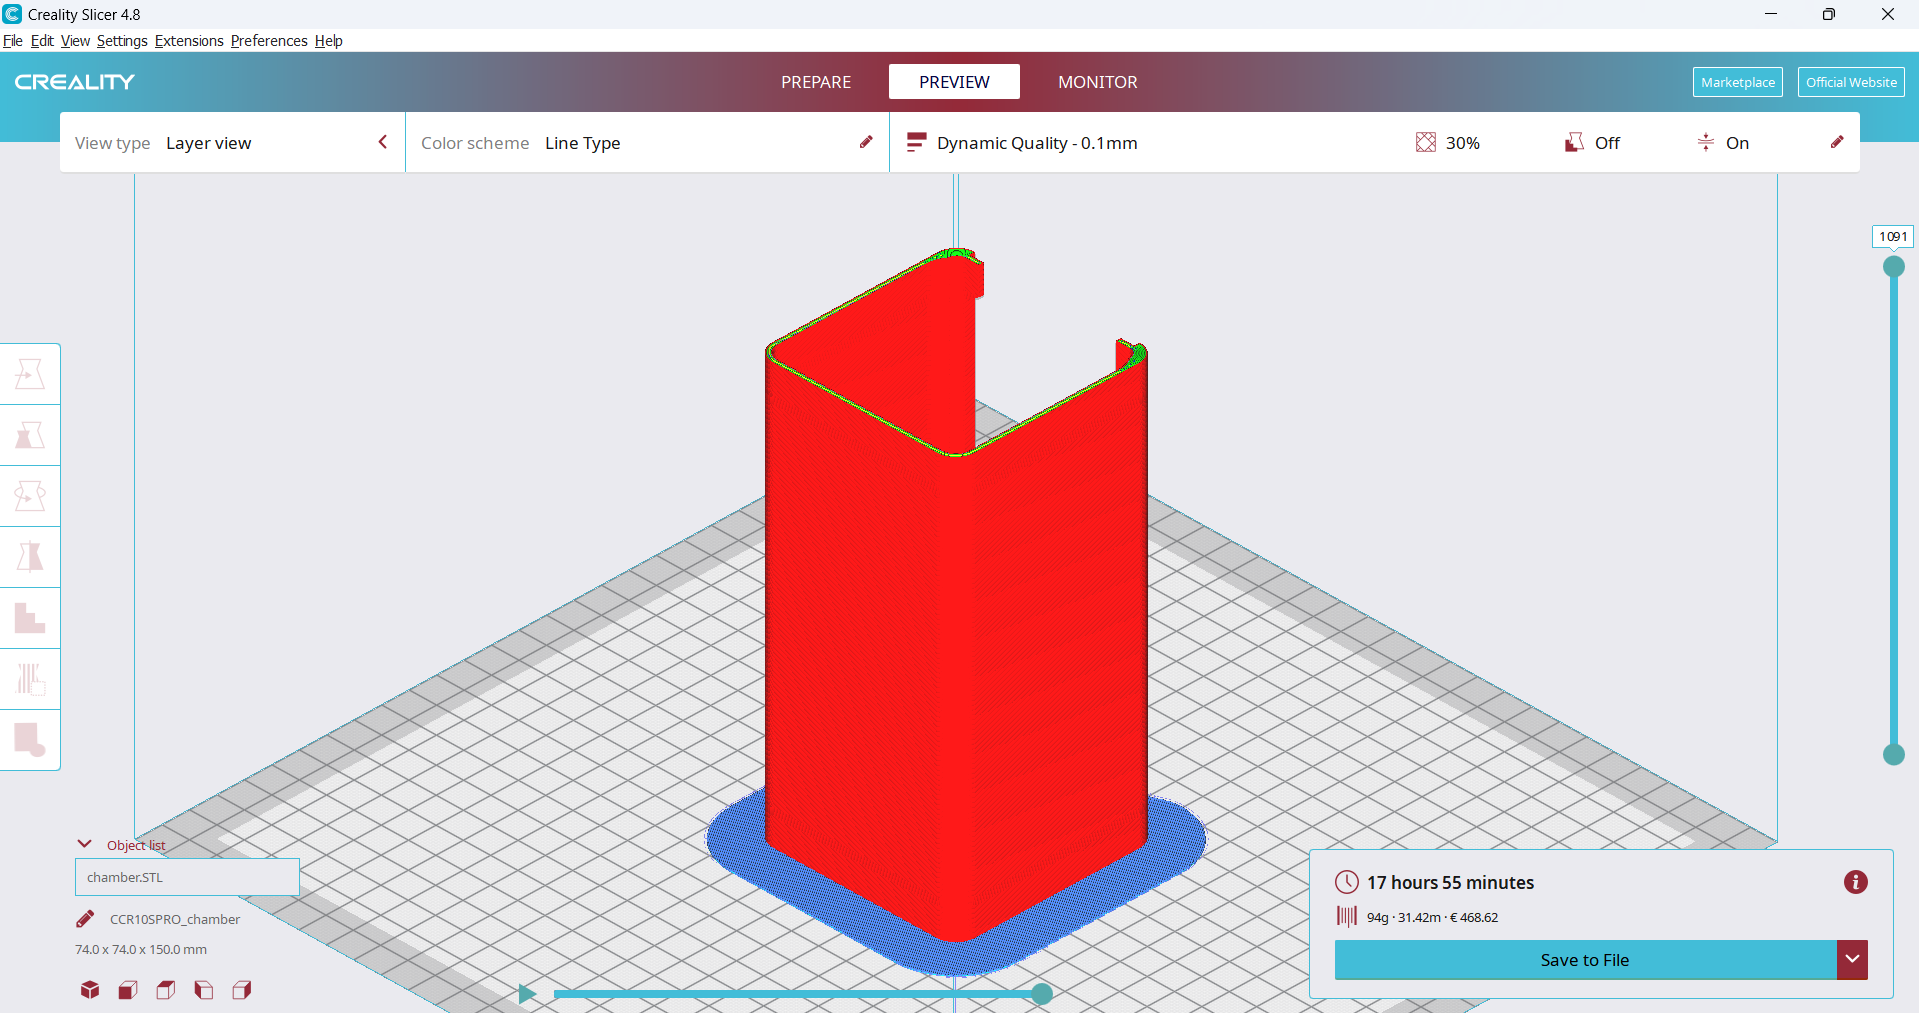 Creality Slicer 4.8
File Edit View Settings Extensions Preferences Help
CREALITY
PREPARE
PREVIEW
MONITOR
Marketplace
Official Website
View type Layer view
Color scheme Line Type
Dynamic Quality - 0.1mm
30%
Off
On
1091
Object list
chamber.STL
CCR10SPRO_chamber
74.0 x 74.0 x 150.0 mm
17 hours 55 minutes
94g · 31.42m · € 468.62
Save to File